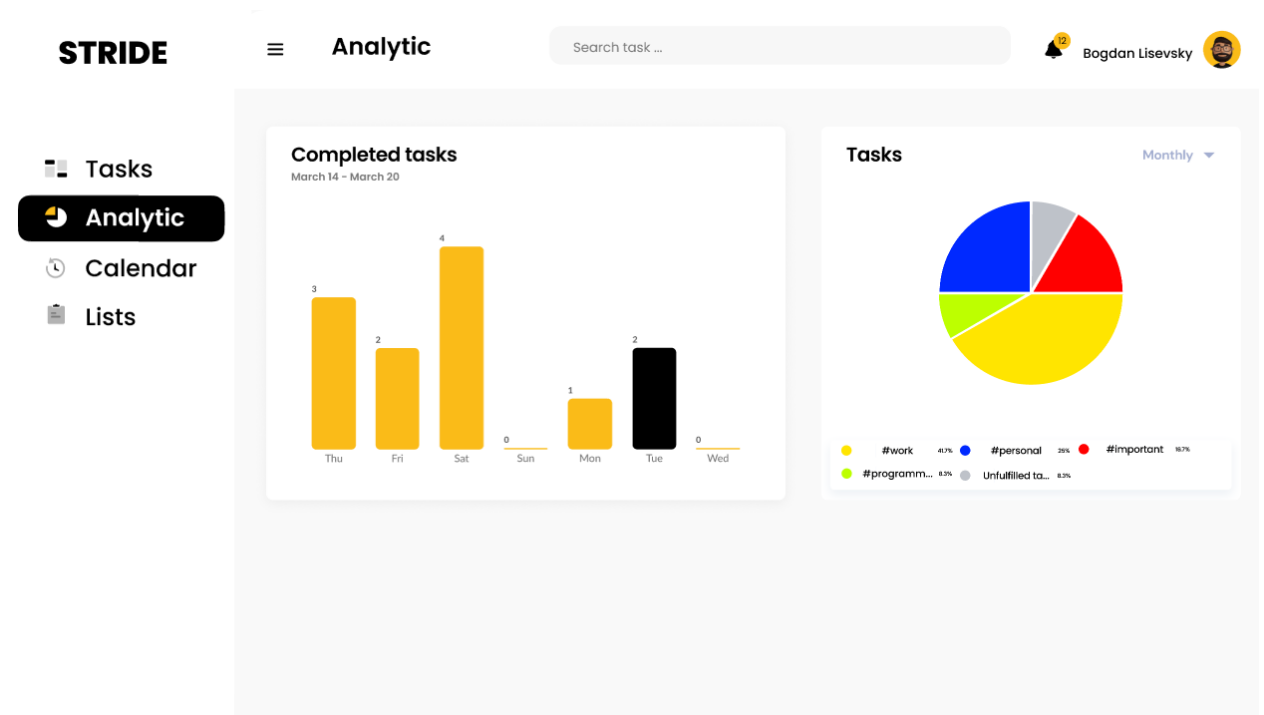 STRIDE
Analytic
Search task ...
12
Bogdan Lisevsky
Tasks
Analytic
Calendar
Lists
Completed tasks
March 14 - March 20
3
2
4
0
1
2
0
Thu
Fri
Sat
Sun
Mon
Tue
Wed
Tasks
Monthly
#work 41.7%
#personal 25%
#important 16.7%
#programm... 8.3%
Unfulfilled ta... 8.3%